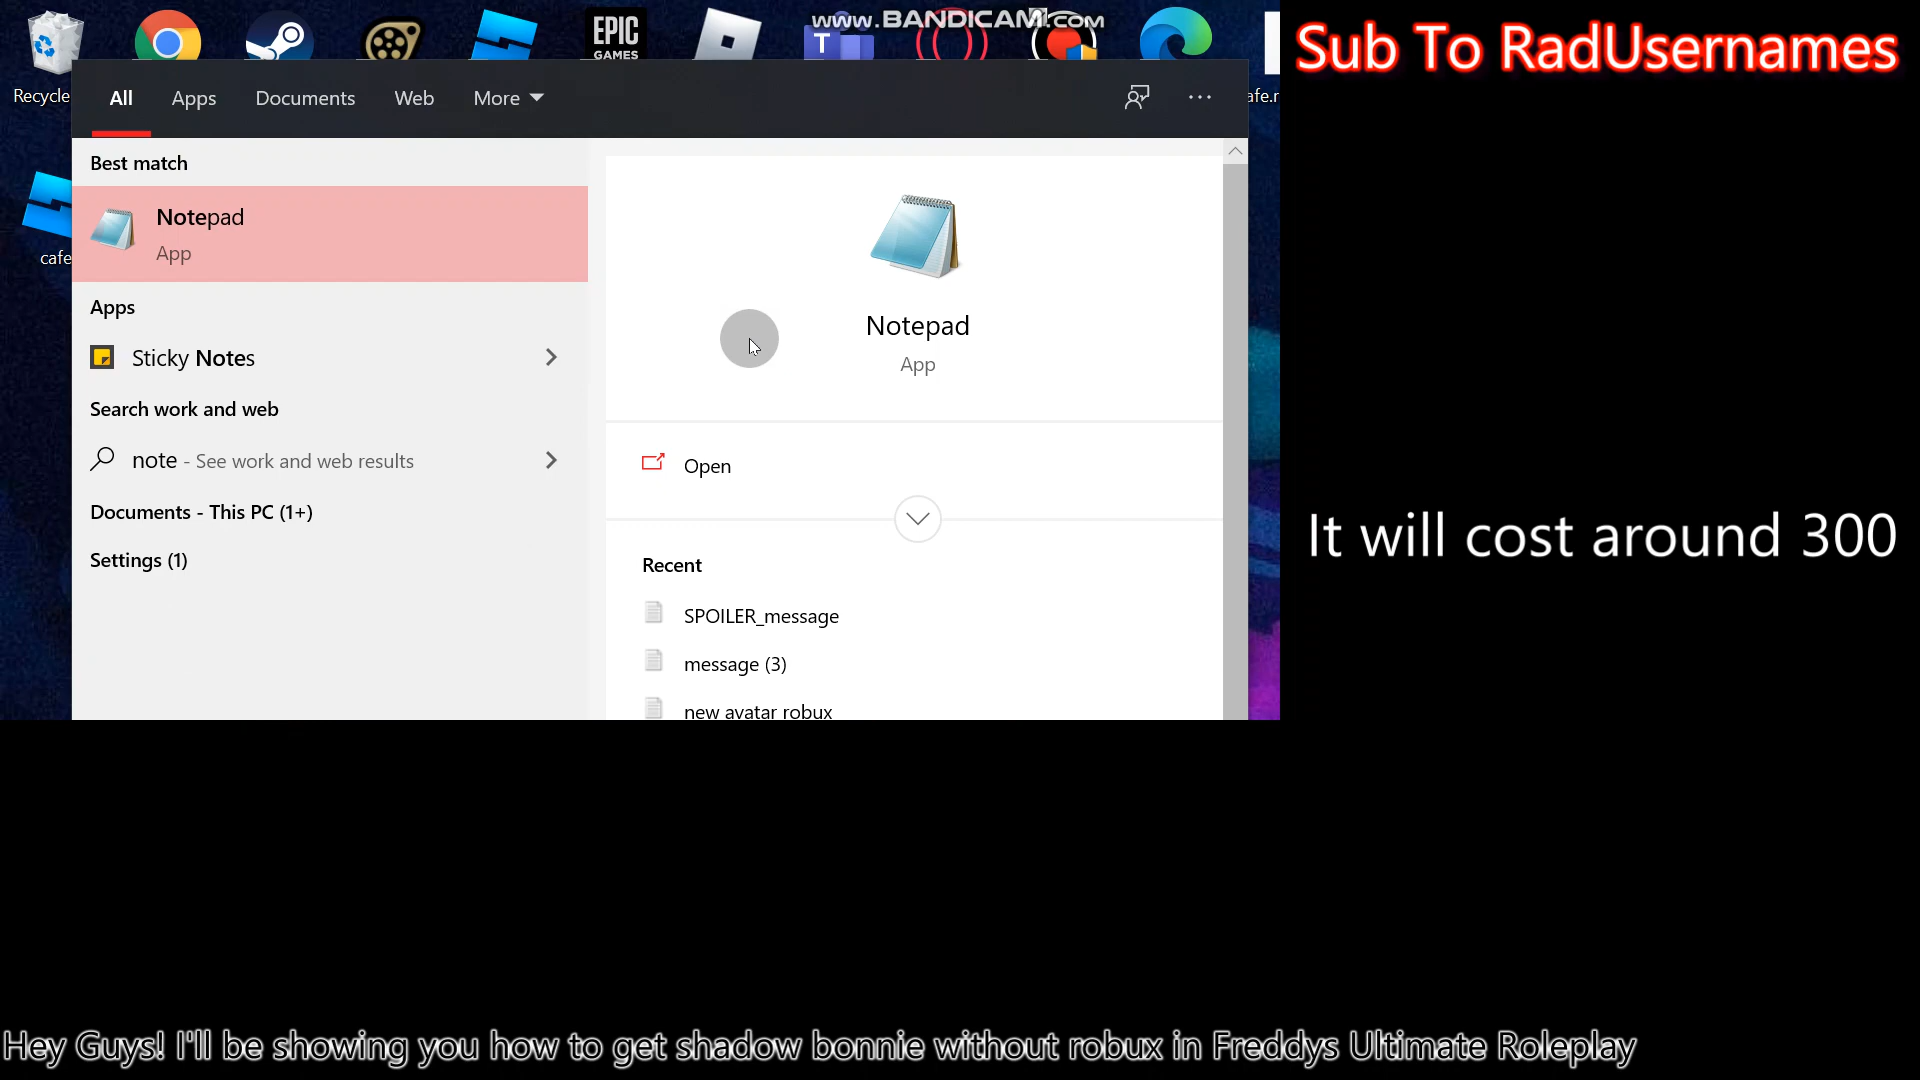 www.BANDICAM.com
EPIC
GAMES
T
Sub To RadUsernames
Recycle
afe.r
All Apps Documents Web More
Best match
Notepad
App
cafe
Apps
Sticky Notes
Search work and web
note - See work and web results
Documents - This PC (1+)
Settings (1)
Notepad
App
Open
Recent
SPOILER_message
message (3)
new avatar robux
It will cost around 300
Hey Guys! I'll be showing you how to get shadow bonnie without robux in Freddys Ultimate Roleplay